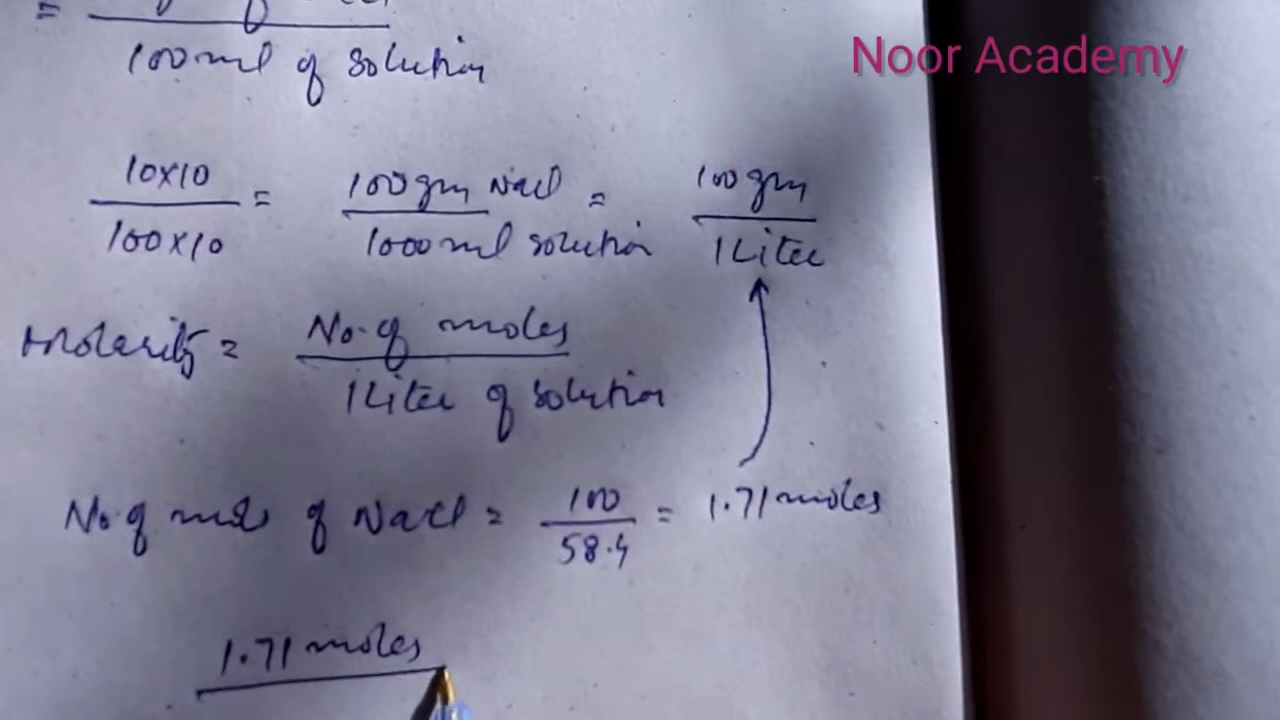 Noor Academy
100 ml of solution
10x10 / 100x10 = 100 gm NaCl / 1000 ml solution = 100 gm / 1 Liter
Molarity = No. of moles / 1 Liter of solution
No. of mols of NaCl = 100 / 58.4 = 1.71 moles
1.71 moles